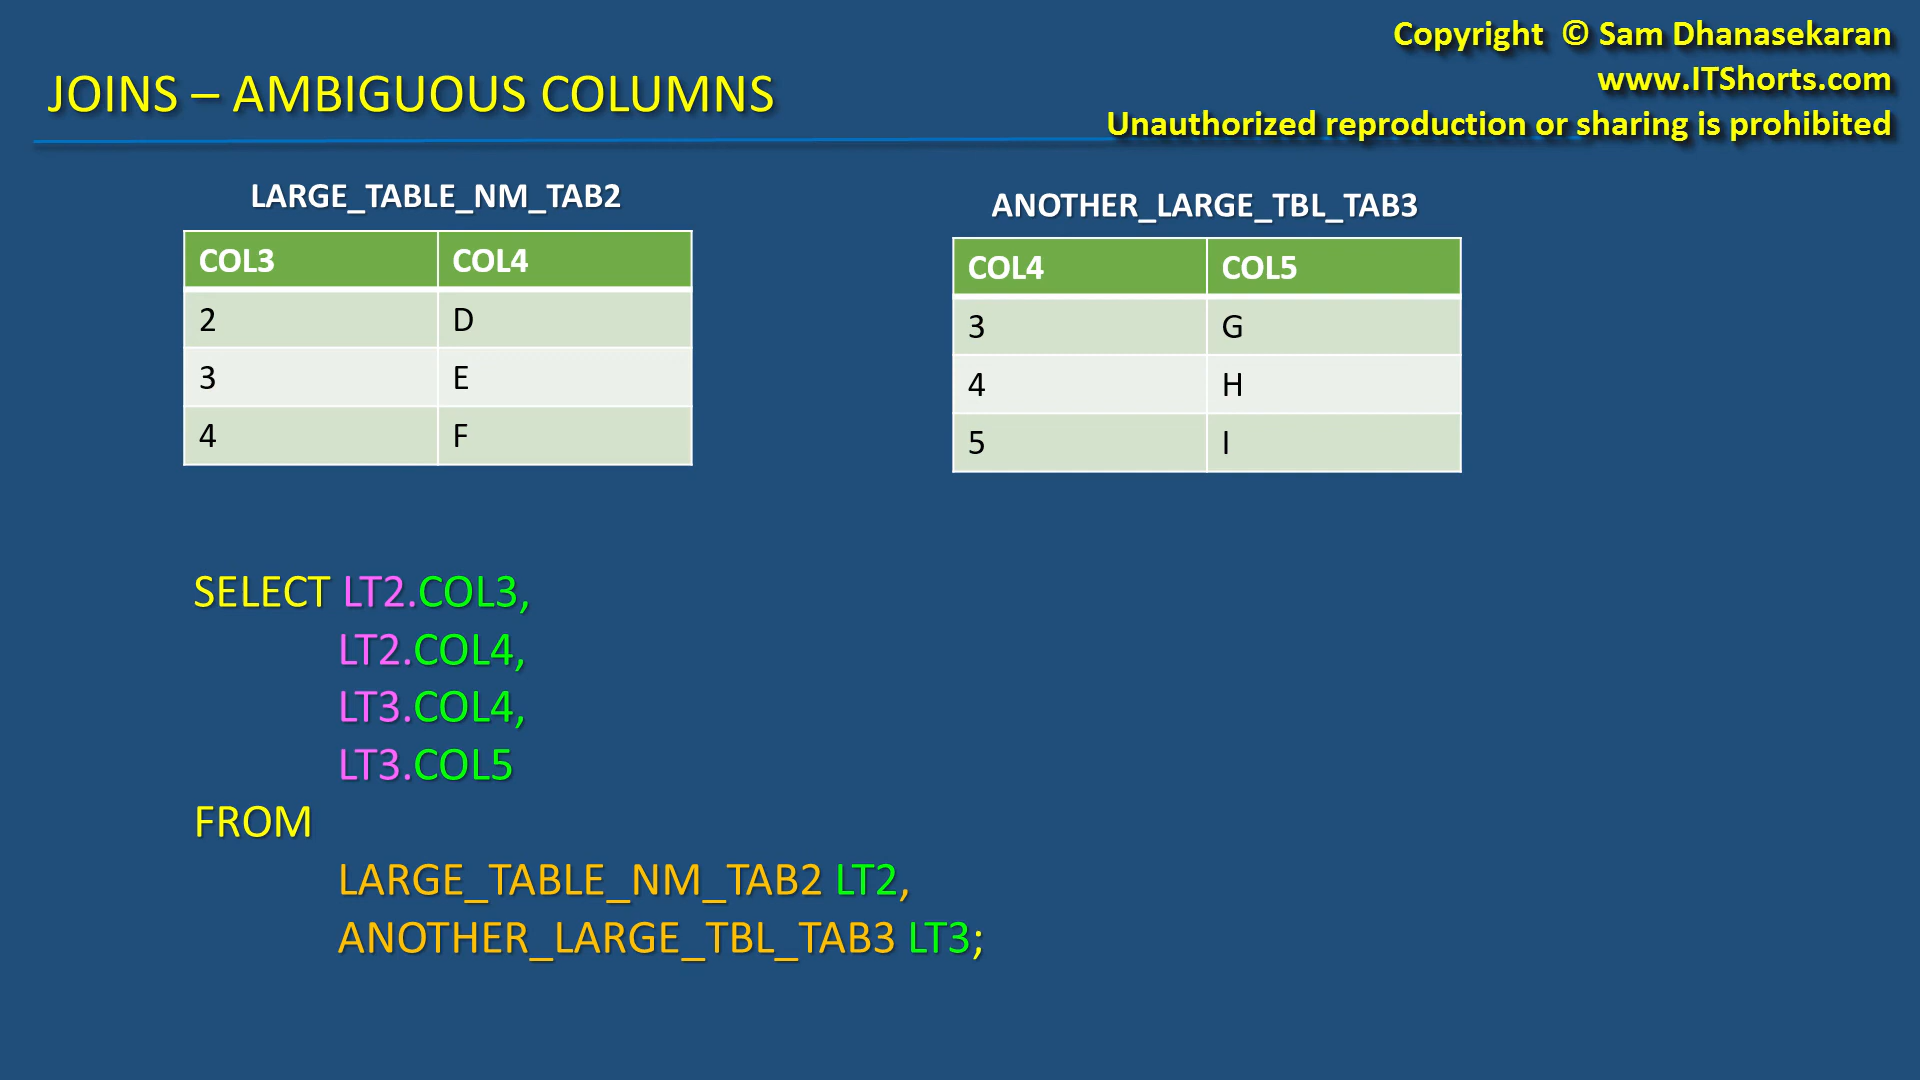 Copyright © Sam Dhanasekaran
www.ITShorts.com
Unauthorized reproduction or sharing is prohibited
JOINS – AMBIGUOUS COLUMNS
LARGE_TABLE_NM_TAB2
COL3 COL4
2 D
3 E
4 F
ANOTHER_LARGE_TBL_TAB3
COL4 COL5
3 G
4 H
5 I
SELECT LT2.COL3,
LT2.COL4,
LT3.COL4,
LT3.COL5
FROM
LARGE_TABLE_NM_TAB2 LT2,
ANOTHER_LARGE_TBL_TAB3 LT3;